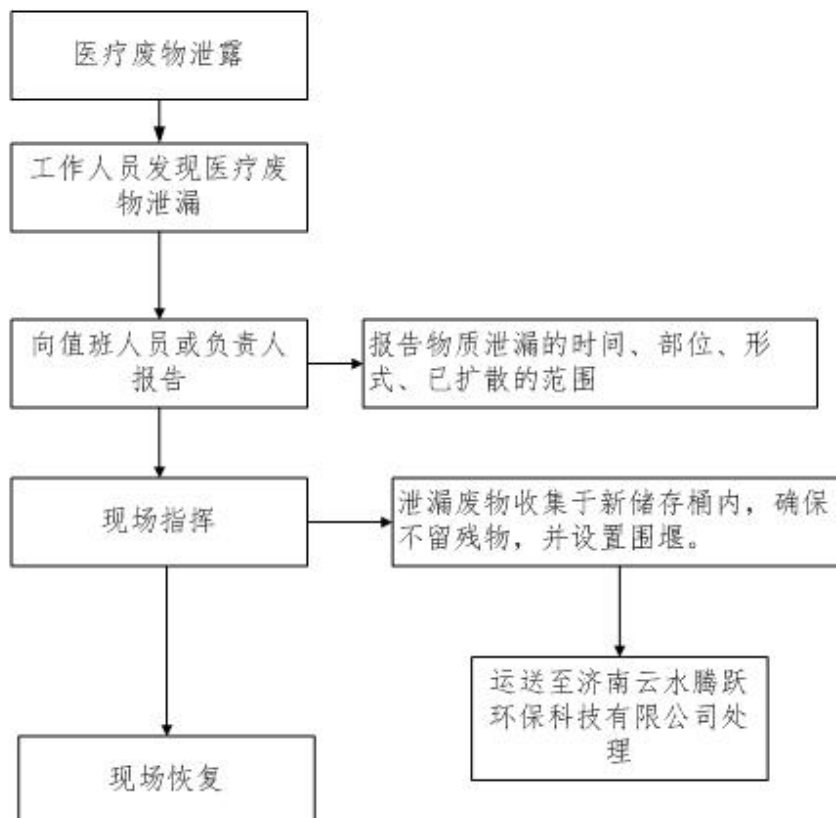 医疗废物泄露
工作人员发现医疗废
物泄漏
向值班人员或负责人
报告
报告物质泄漏的时间、部位、形
式、已扩散的范围
现场指挥
泄漏废物收集于新储存桶内，确保
不留残物，并设置围堰。
运送至济南云水腾跃
环保科技有限公司处
理
现场恢复